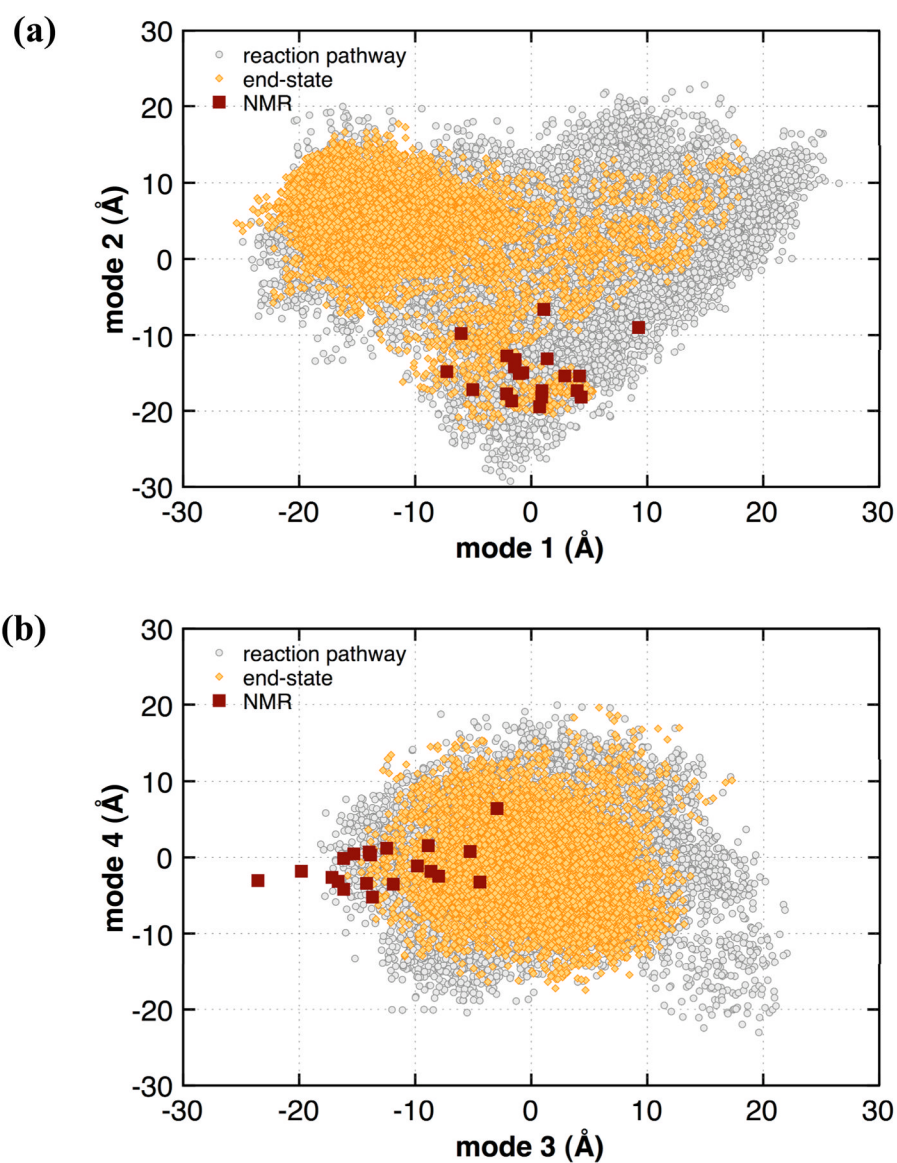 (a)
30
20
10
0
-10
-20
-30
mode 2 (Å)
reaction pathway
end-state
NMR
-30 -20 -10 0 10 20 30
mode 1 (Å)
(b)
30
20
10
0
-10
-20
-30
mode 4 (Å)
reaction pathway
end-state
NMR
-30 -20 -10 0 10 20 30
mode 3 (Å)